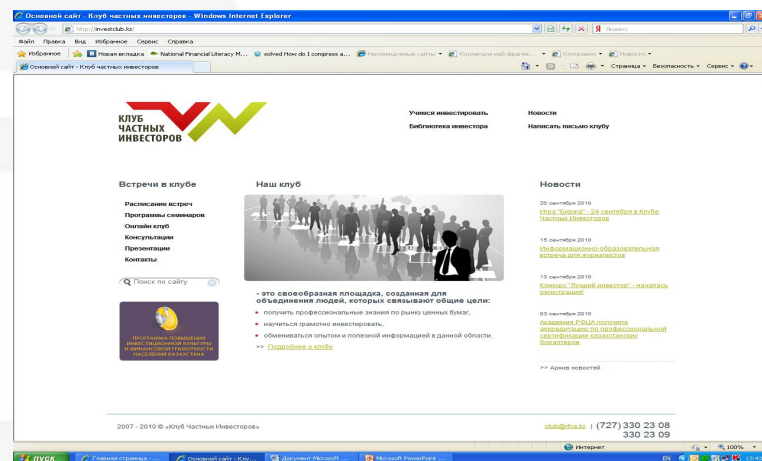 Основной сайт - Клуб частных инвесторов - Windows Internet Explorer
http://investclub.kz/
Яндекс
Файл Правка Вид Избранное Сервис Справка
Избранное Новая вкладка National Financial Literacy M... solved How do I compress a... Рекомендуемые сайты Коллекция веб-фрагме... Котировки Новости
Основной сайт - Клуб частных инвесторов
Страница Безопасность Сервис
КЛУБ
ЧАСТНЫХ
ИНВЕСТОРОВ
Учимся инвестировать
Библиотека инвестора
Новости
Написать письмо клубу
Встречи в клубе
Расписание встреч
Программы семинаров
Онлайн клуб
Консультации
Презентации
Контакты
Поиск по сайту
ПРОГРАММА ПОВЫШЕНИЯ
ИНВЕСТИЦИОННОЙ КУЛЬТУРЫ
И ФИНАНСОВОЙ ГРАМОТНОСТИ
НАСЕЛЕНИЯ КАЗАХСТАНА
Наш клуб
- это своеобразная площадка, созданная для
объединения людей, которых связывают общие цели:
получить профессиональные знания по рынку ценных бумаг,
научиться грамотно инвестировать,
обмениваться опытом и полезной информацией в данной области.
>> Подробнее о клубе
Новости
20 сентября 2010
Игра "Биржа" - 24 сентября в Клубе
Частных Инвесторов
15 сентября 2010
Информационно-образовательная
встреча для журналистов
13 сентября 2010
Конкурс "Лучший инвестор" - началась
регистрация!
03 сентября 2010
Академия РФЦА получила
аккредитацию по профессиональной
сертификации казахстанских
бухгалтеров
>> Архив новостей
2007 - 2010 © «Клуб Частных Инвесторов»
club@rfca.kz | (727) 330 23 08
330 23 09
Интернет 100%
пуск Главная страница - ... Основной сайт - Клу... Документ Microsoft ... Microsoft PowerPoint ... EN 13:43